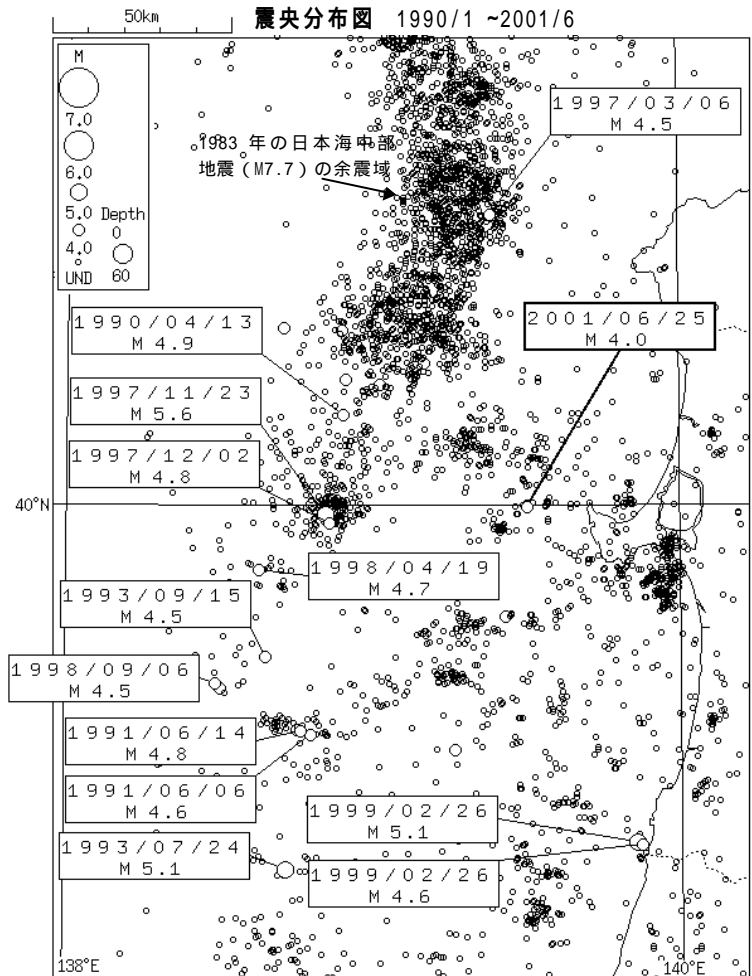 50km
震央分布図 1990/1 ~2001/6
M
7.0
6.0
5.0 Depth
0
4.0
UND 60
1997/03/06
M 4.5
1983 年の日本海中部
地震（M7.7）の余震域
1990/04/13
M 4.9
2001/06/25
M 4.0
1997/11/23
M 5.6
1997/12/02
M 4.8
40°N
1998/04/19
M 4.7
1993/09/15
M 4.5
1998/09/06
M 4.5
1991/06/14
M 4.8
1991/06/06
M 4.6
1999/02/26
M 5.1
1993/07/24
M 5.1
1999/02/26
M 4.6
138°E
140°E